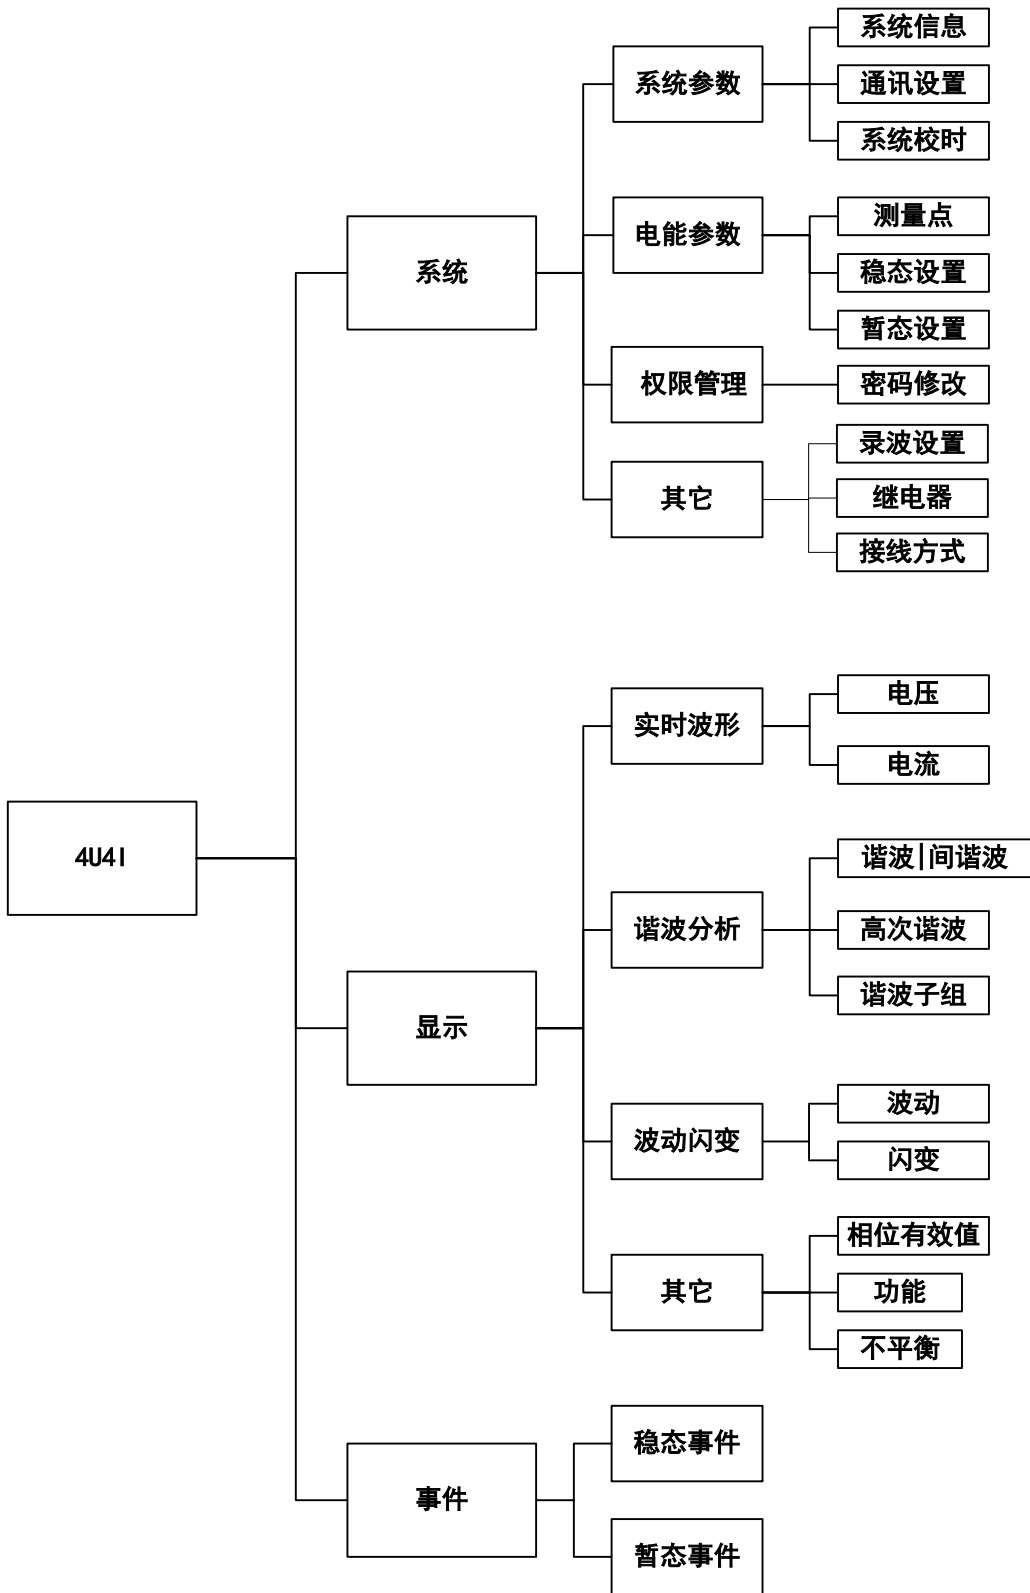 4U4I
系统
系统参数
系统信息
通讯设置
系统校时
电能参数
测量点
稳态设置
暂态设置
权限管理
密码修改
其它
录波设置
继电器
接线方式
显示
实时波形
电压
电流
谐波分析
谐波|间谐波
高次谐波
谐波子组
波动闪变
波动
闪变
其它
相位有效值
功能
不平衡
事件
稳态事件
暂态事件